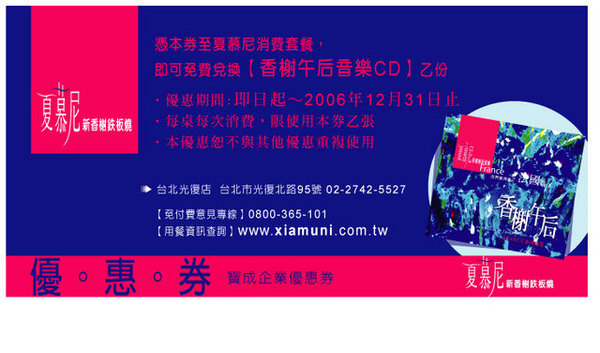 夏慕尼 新香榭鉄板燒
憑本券至夏慕尼消費套餐，
即可免費兌換【香榭午后音樂CD】乙份
・優惠期間：即日起～2006年12月31日止
・每桌每次消費，限使用本券乙張
・本優惠恕不與其他優惠重複使用
台北光復店 台北市光復北路95號 02-2742-5527
【免付費意見專線】0800-365-101
【用餐資訊查詢】www.xiamuni.com.tw
France 法國
香榭午后
優・惠・券 寶成企業優惠券
夏慕尼 新香榭鉄板燒